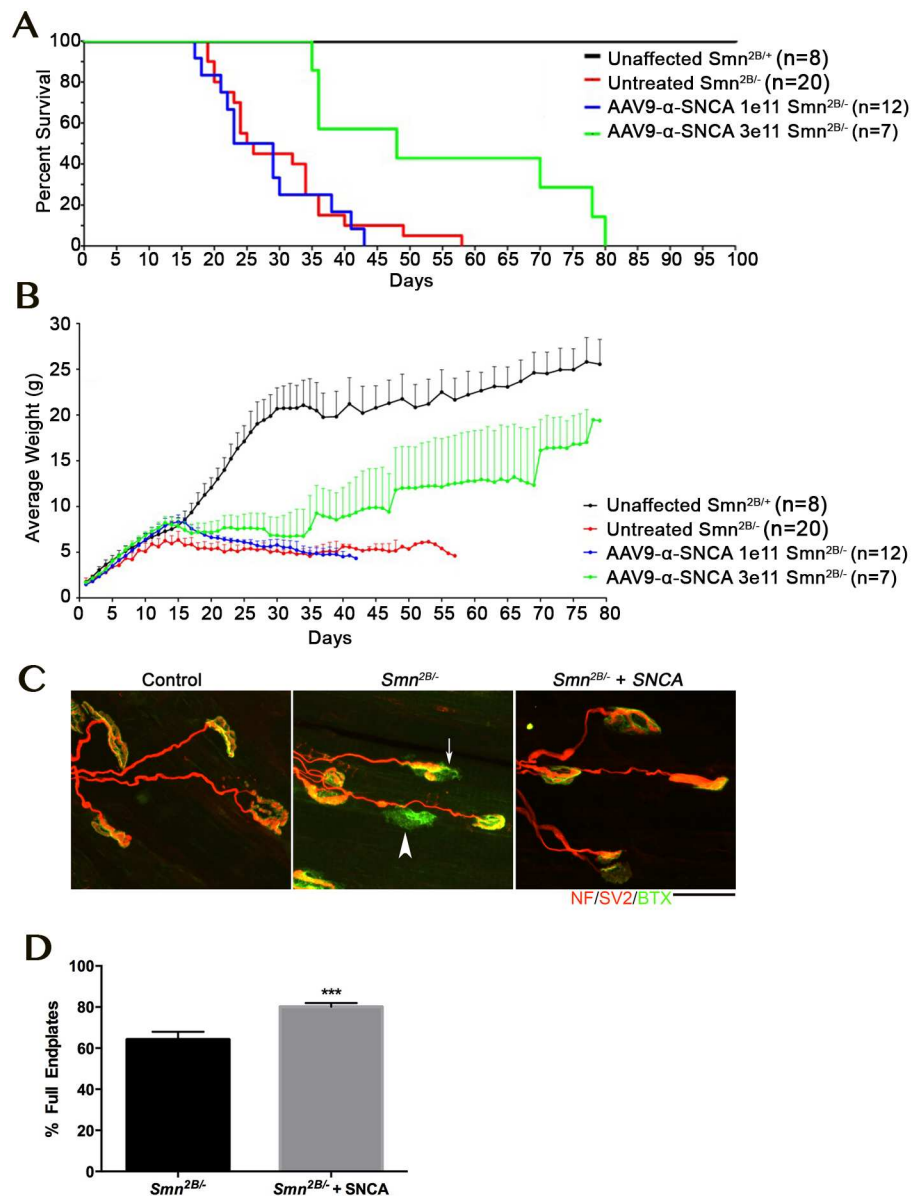 A
Percent Survival
100
80
60
40
20
0
0 5 10 15 20 25 30 35 40 45 50 55 60 65 70 75 80 85 90 95 100
Days
Unaffected Smn2B/+ (n=8)
Untreated Smn2B/- (n=20)
AAV9-α-SNCA 1e11 Smn2B/- (n=12)
AAV9-α-SNCA 3e11 Smn2B/- (n=7)
B
Average Weight (g)
30
25
20
15
10
5
0
0 5 10 15 20 25 30 35 40 45 50 55 60 65 70 75 80
Days
Unaffected Smn2B/+ (n=8)
Untreated Smn2B/- (n=20)
AAV9-α-SNCA 1e11 Smn2B/- (n=12)
AAV9-α-SNCA 3e11 Smn2B/- (n=7)
C
Control Smn2B/- Smn2B/- + SNCA
NF/SV2/BTX
D
% Full Endplates
100
80
60
40
20
0
***
Smn2B/- Smn2B/- + SNCA